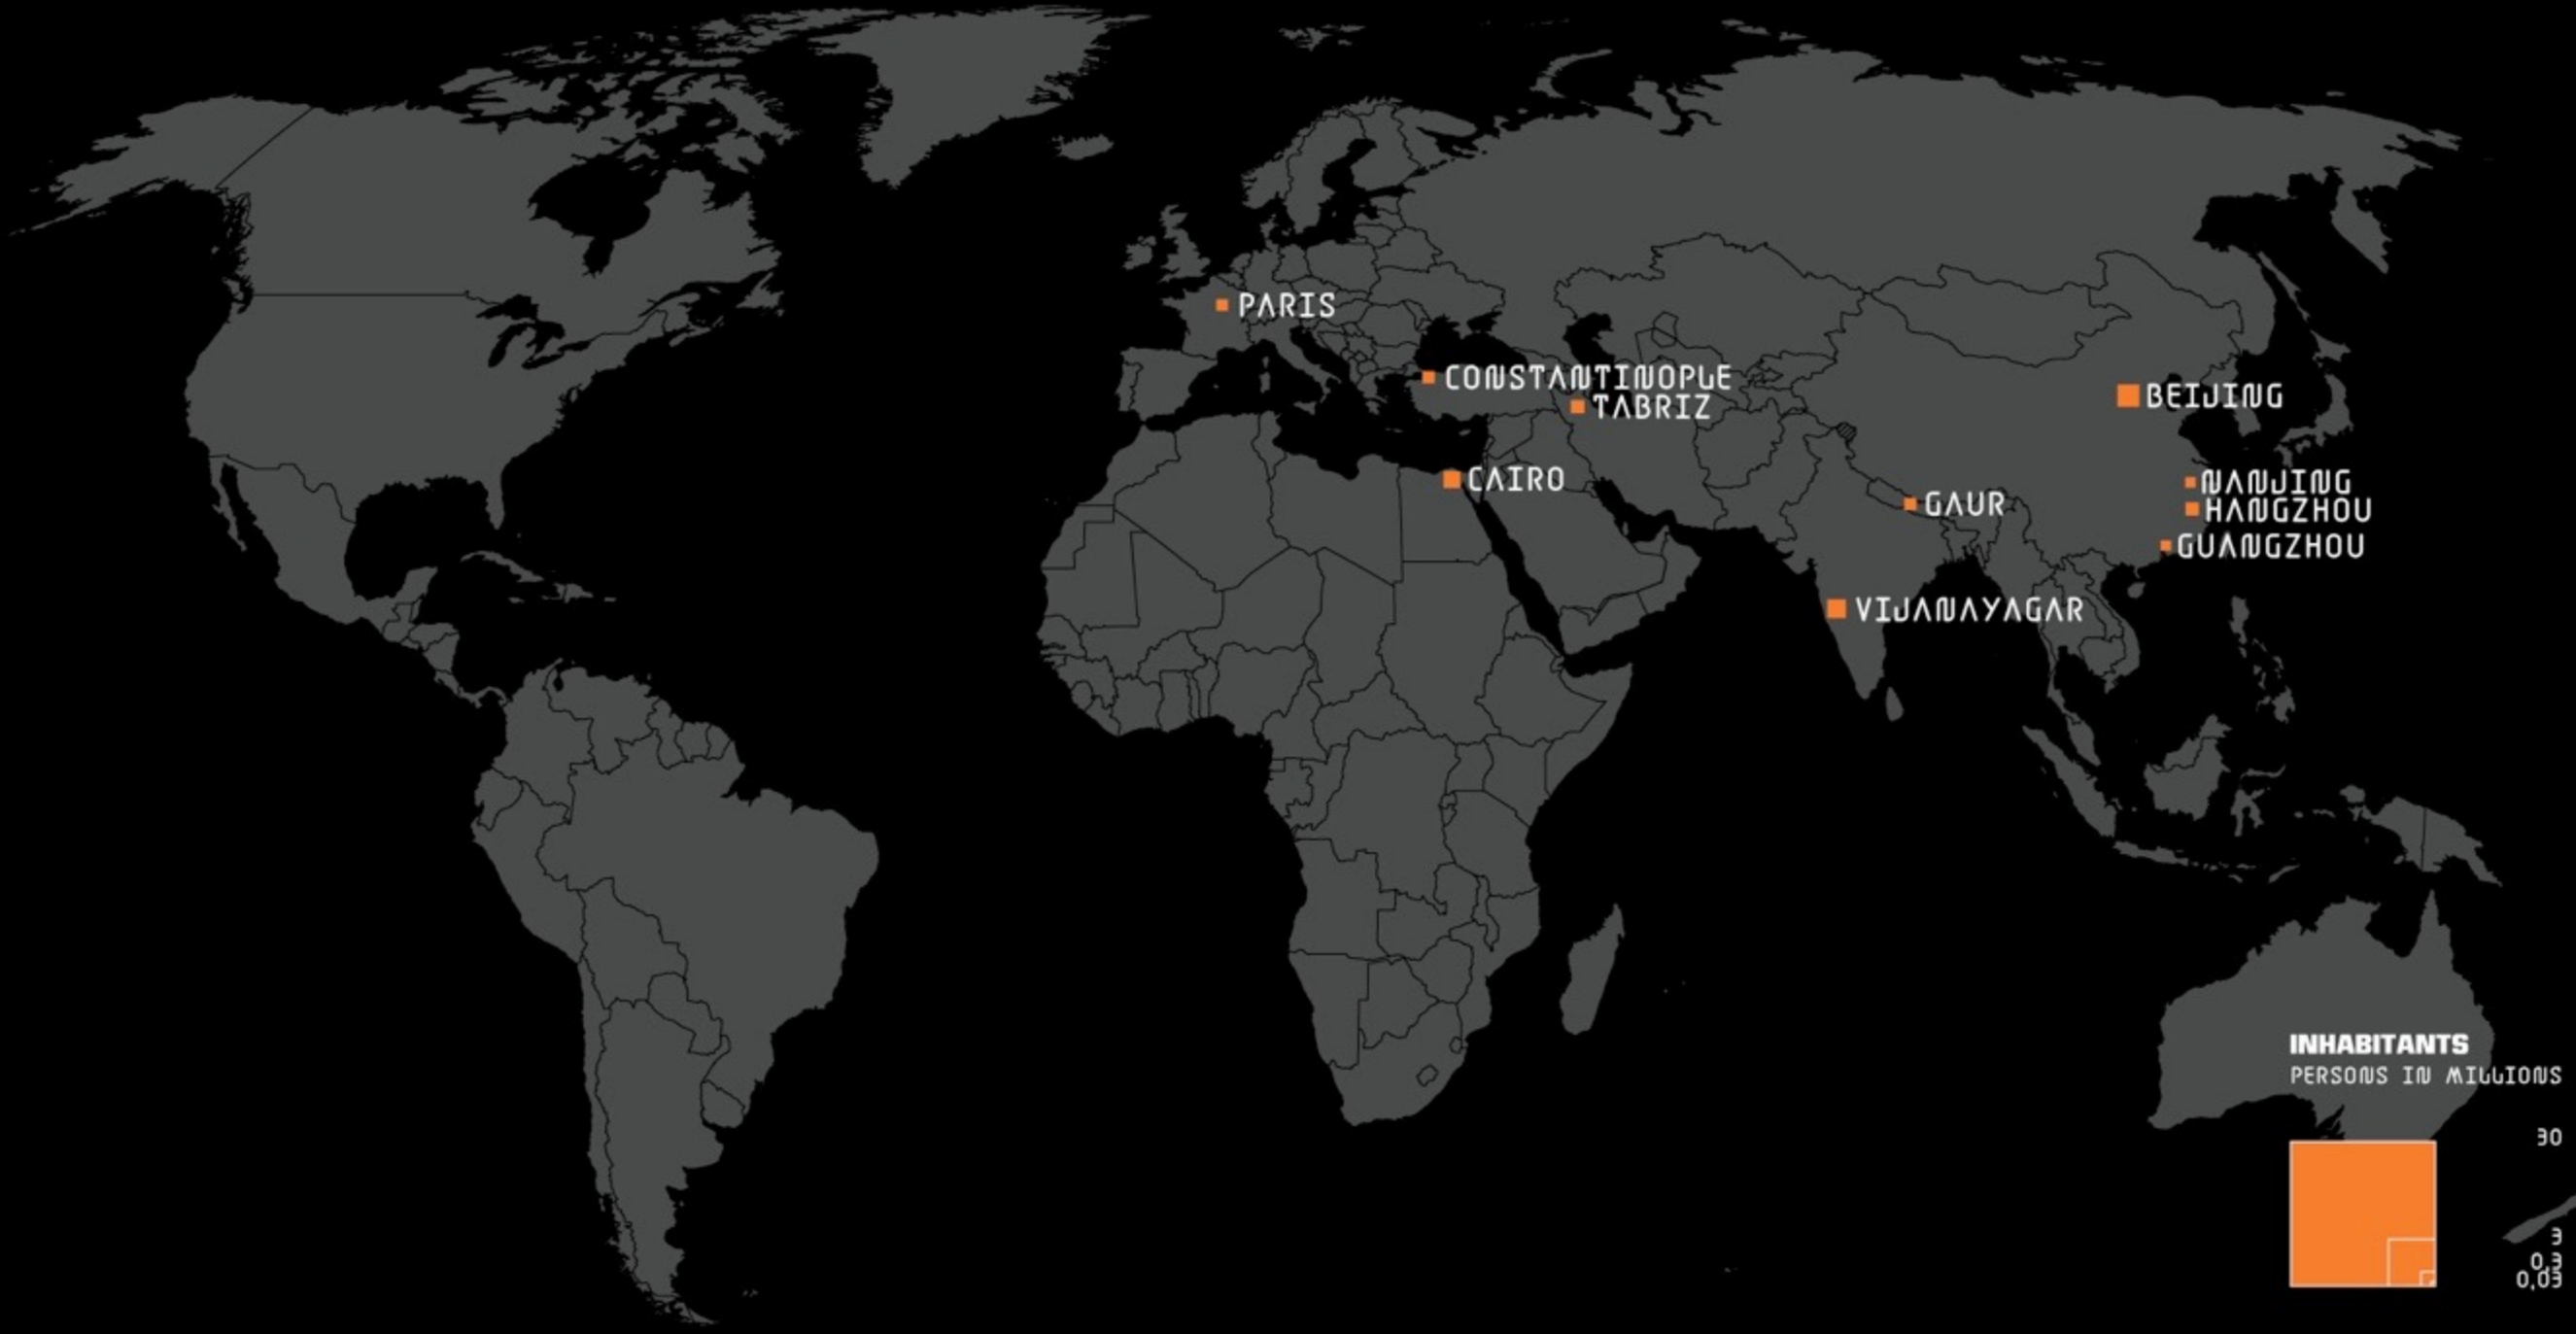 PARIS
CONSTANTINOPLE
TABRIZ
BEIJING
CAIRO
NANJING
GAUR
HANGZHOU
GUANGZHOU
VIJANAYAGAR
INHABITANTS
PERSONS IN MILLIONS
30
3
0,3
0,03